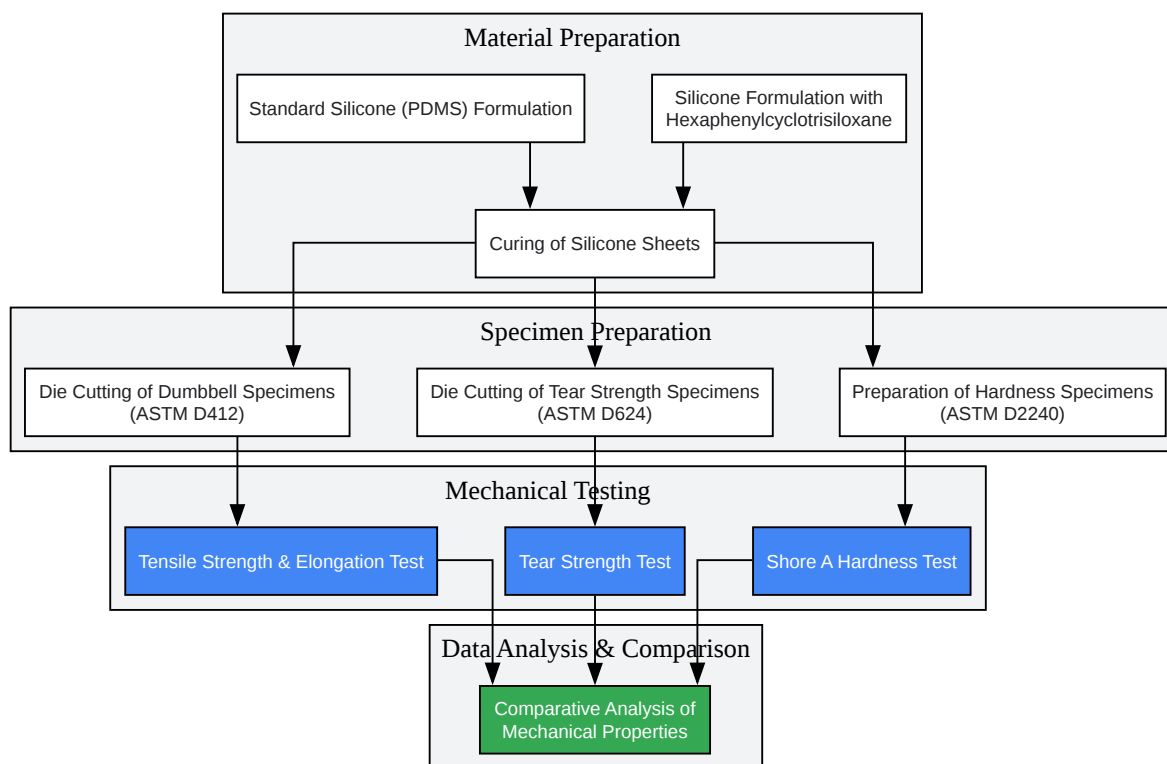 Material Preparation
Standard Silicone (PDMS) Formulation
Silicone Formulation with
Hexaphenylcyclotrisiloxane
Curing of Silicone Sheets
Specimen Preparation
Die Cutting of Dumbbell Specimens
(ASTM D412)
Die Cutting of Tear Strength Specimens
(ASTM D624)
Preparation of Hardness Specimens
(ASTM D2240)
Mechanical Testing
Tensile Strength & Elongation Test
Tear Strength Test
Shore A Hardness Test
Data Analysis & Comparison
Comparative Analysis of
Mechanical Properties